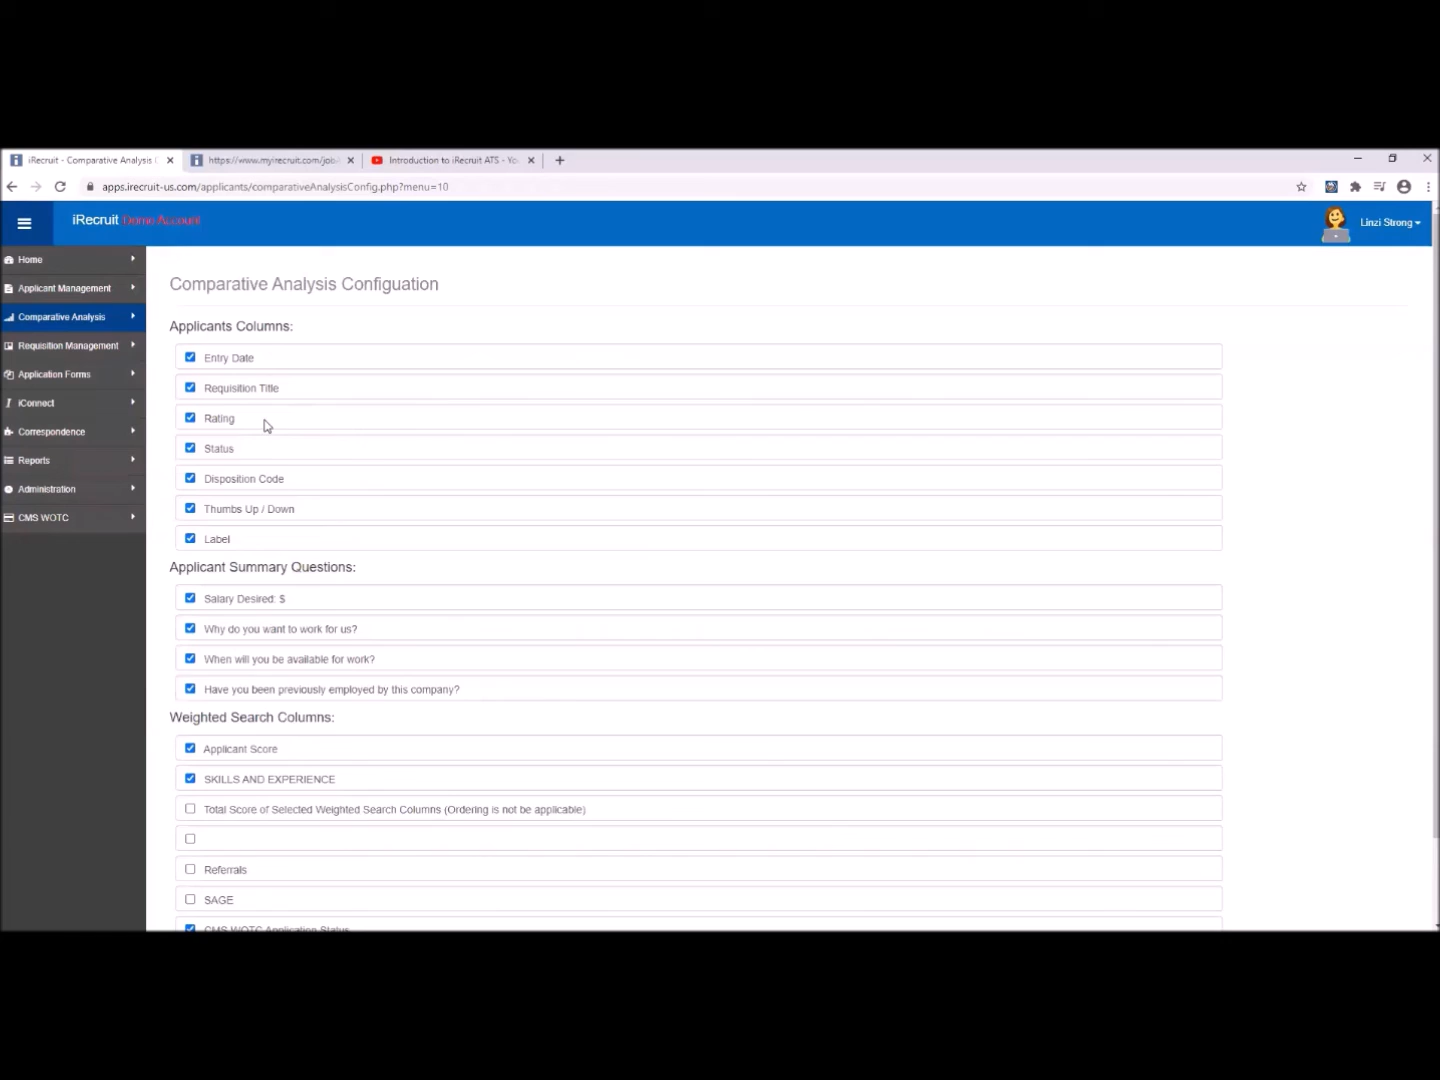 iRecruit - Comparative Analysis
https://www.myirecruit.com/job-
Introduction to iRecruit ATS - Yo
apps.irecruit-us.com/applicants/comparativeAnalysisConfig.php?menu=10
iRecruit Demo Account
Linzi Strong
Home
Applicant Management
Comparative Analysis
Requisition Management
Application Forms
iConnect
Correspondence
Reports
Administration
CMS WOTC
Comparative Analysis Configuation
Applicants Columns:
Entry Date
Requisition Title
Rating
Status
Disposition Code
Thumbs Up / Down
Label
Applicant Summary Questions:
Salary Desired: $
Why do you want to work for us?
When will you be available for work?
Have you been previously employed by this company?
Weighted Search Columns:
Applicant Score
SKILLS AND EXPERIENCE
Total Score of Selected Weighted Search Columns (Ordering is not be applicable)
Referrals
SAGE
CMS WOTC Application Status